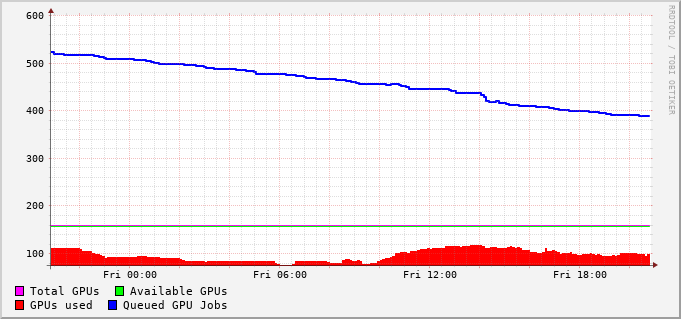 600
500
400
300
200
100
Fri 00:00 Fri 06:00 Fri 12:00 Fri 18:00
Total GPUs Available GPUs
GPUs used Queued GPU Jobs
RRDTOOL / TOBI OETIKER